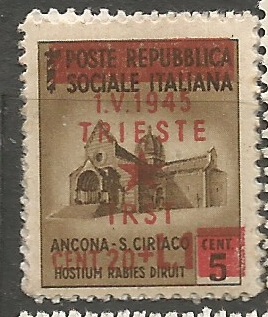 POSTE REPUBBLICA
SOCIALE ITALIANA
1.V.1945
TRIESTE
TRST
ANCONA-S.CIRIACO
CENT. 20 + L.1
CENT.
5
HOSTIUM RABIES DIRUIT